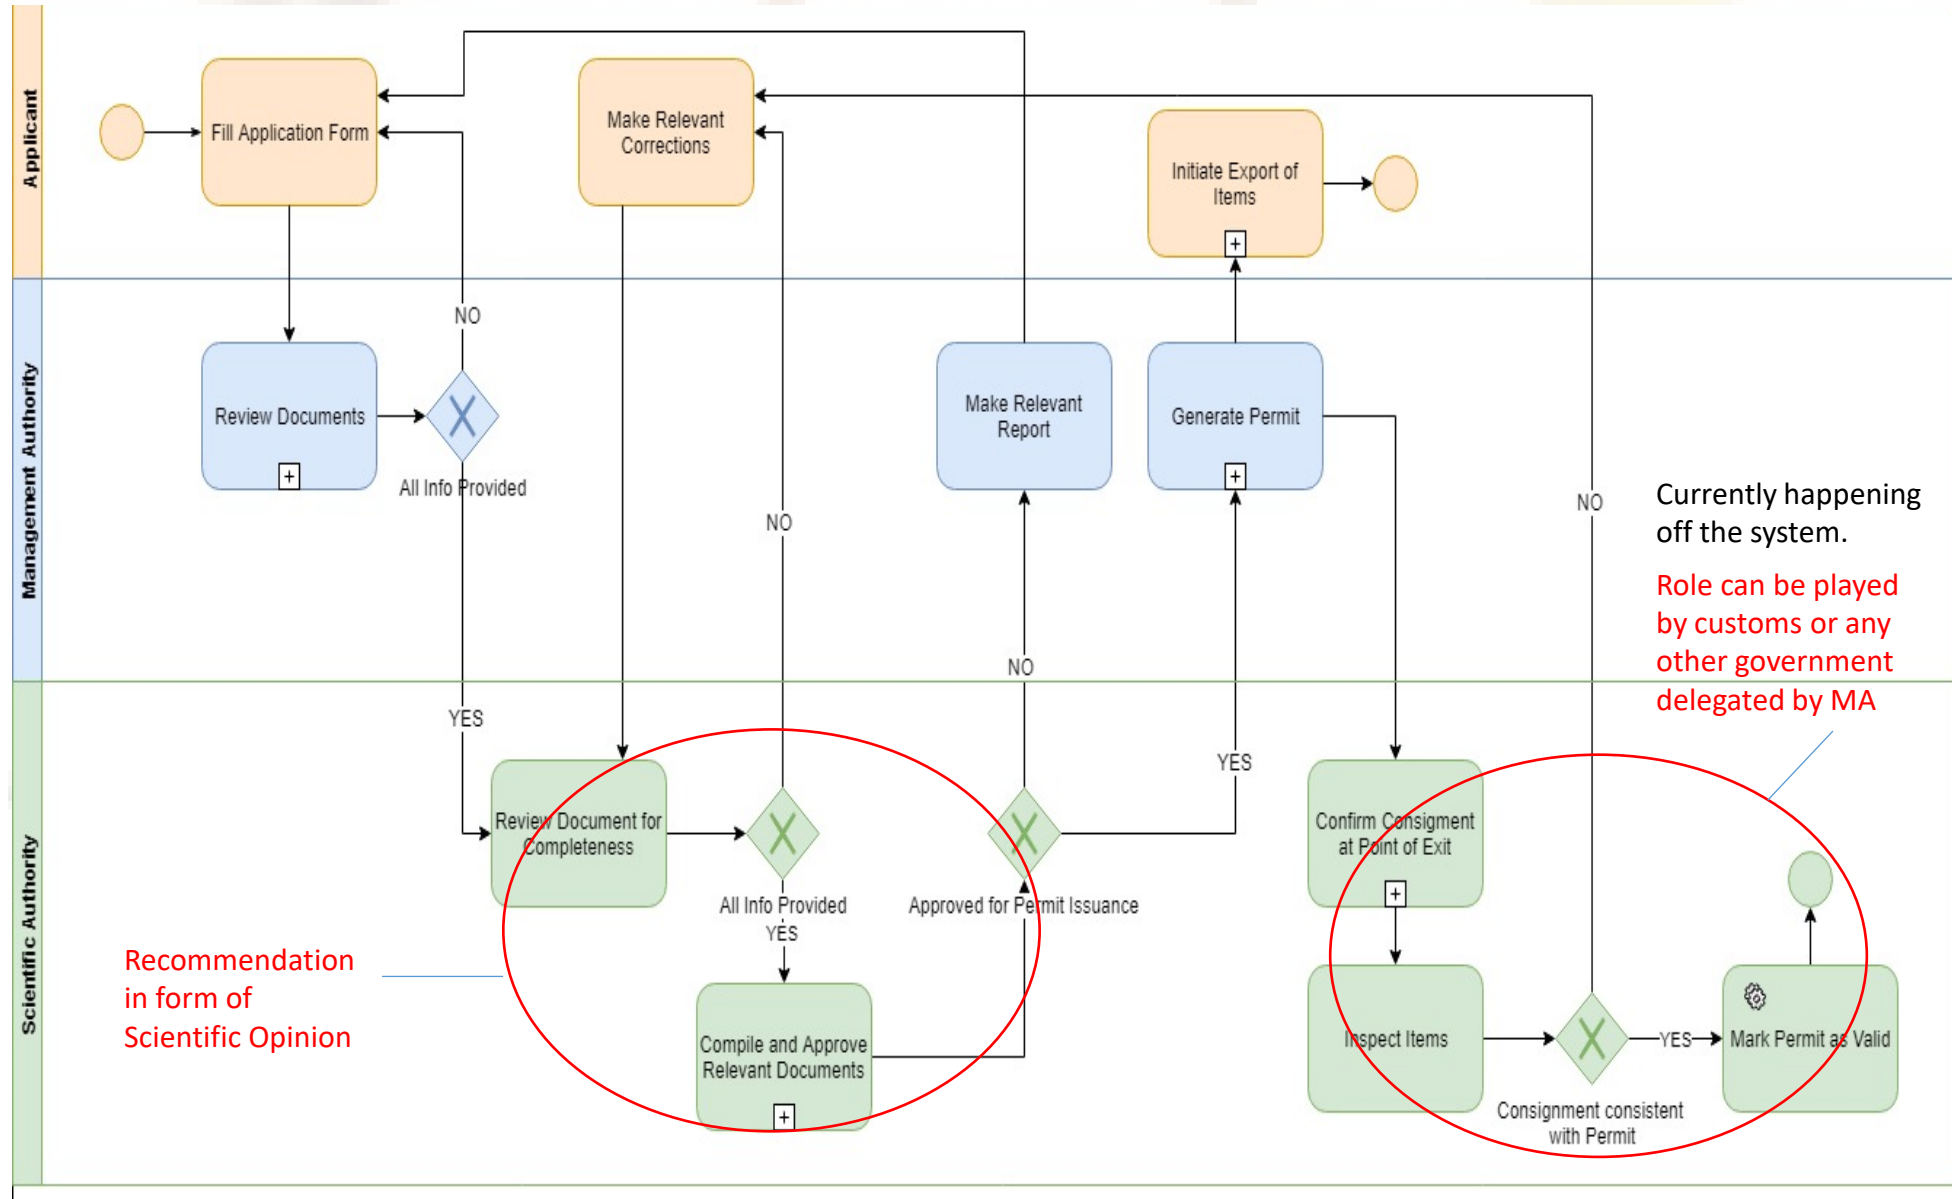 Applicant
Fill Application Form
Make Relevant
Corrections
Initiate Export of
Items
Management Authority
NO
Review Documents
All Info Provided
NO
Make Relevant
Report
Generate Permit
NO
Currently happening
off the system.
Role can be played
by customs or any
other government
delegated by MA
NO
Scientific Authority
YES
YES
Review Document for
Completeness
All Info Provided
YES
Approved for Permit Issuance
Confirm Consigment
at Point of Exit
Recommendation
in form of
Scientific Opinion
Compile and Approve
Relevant Documents
Inspect Items
YES
Mark Permit as Valid
Consignment consistent
with Permit